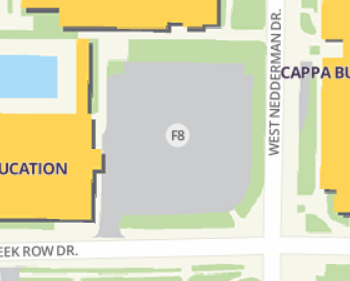 WEST NEDDERMAN DR.
CAPPA BU
F8
UCATION
EEK ROW DR.